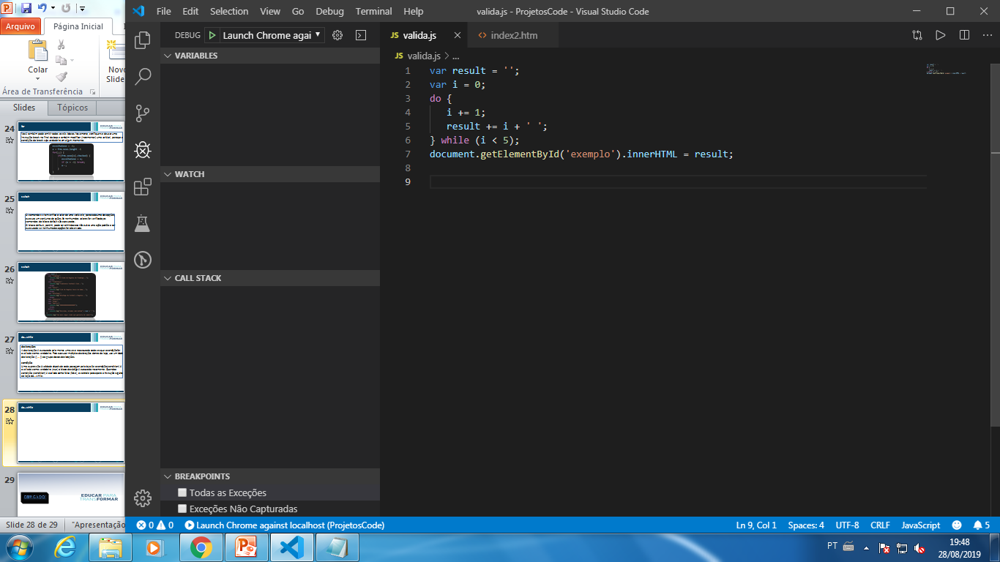 File Edit Selection View Go Debug Terminal Help
valida.js - ProjetosCode - Visual Studio Code
Arquivo
Página Inicial
Colar
Novo
Slide
Área de Transferência
Slides
Tópicos
24
25
26
27
28
29
OBRIGADO!
EDUCAR PARA
TRANSFORMAR
Slide 28 de 29
"Apresentação
DEBUG
Launch Chrome agai
VARIABLES
WATCH
CALL STACK
BREAKPOINTS
Todas as Exceções
Exceções Não Capturadas
JS valida.js
<> index2.htm
JS valida.js > ...
1 var result = '';
2 var i = 0;
3 do {
4 i += 1;
5 result += i + ' ';
6 } while (i < 5);
7 document.getElementById('exemplo').innerHTML = result;
8
9
0 0
Launch Chrome against localhost (ProjetosCode)
Ln 9, Col 1
Spaces: 4
UTF-8
CRLF
JavaScript
5
PT
19:48
28/08/2019